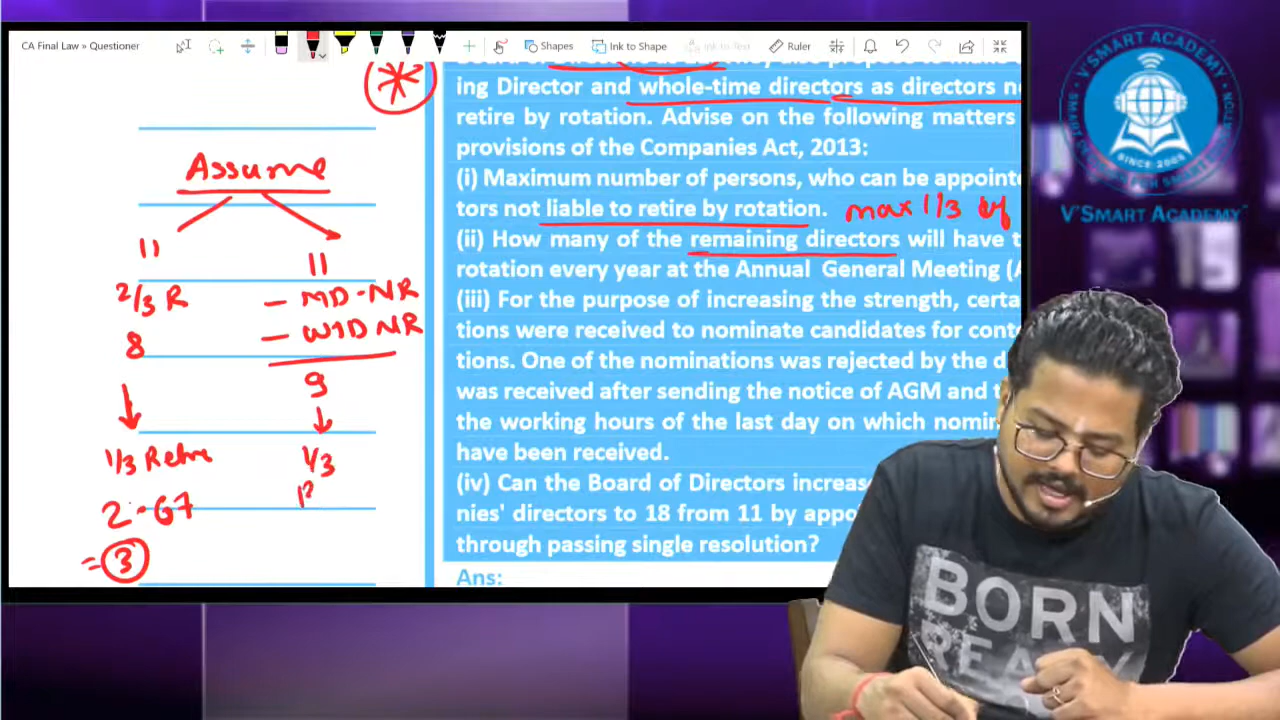 CA Final Law » Questioner
Shapes
Ink to Shape
Ink to Text
Ruler
ing Director and whole-time directors as directors
retire by rotation. Advise on the following matters
provisions of the Companies Act, 2013:
(i) Maximum number of persons, who can be
tors not liable to retire by rotation. max 1/3
(ii) How many of the remaining directors will have
rotation every year at the Annual General Meeting
(iii) For the purpose of increasing the strength,
tions were received to nominate candidates for
tions. One of the nominations was rejected by the
was received after sending the notice of AGM and
the working hours of the last day on which
have been received.
(iv) Can the Board of Directors
nies' directors to 18 from 11 by
through passing single resolution?
Ans:
Assume
11
2/3 R
8
1/3 Retire
2.67
= 3
11
- MD-NR
- WTD NR
9
1/3
V'SMART ACADEMY
SINCE 2008
V'SMART Academy
BORN
READY